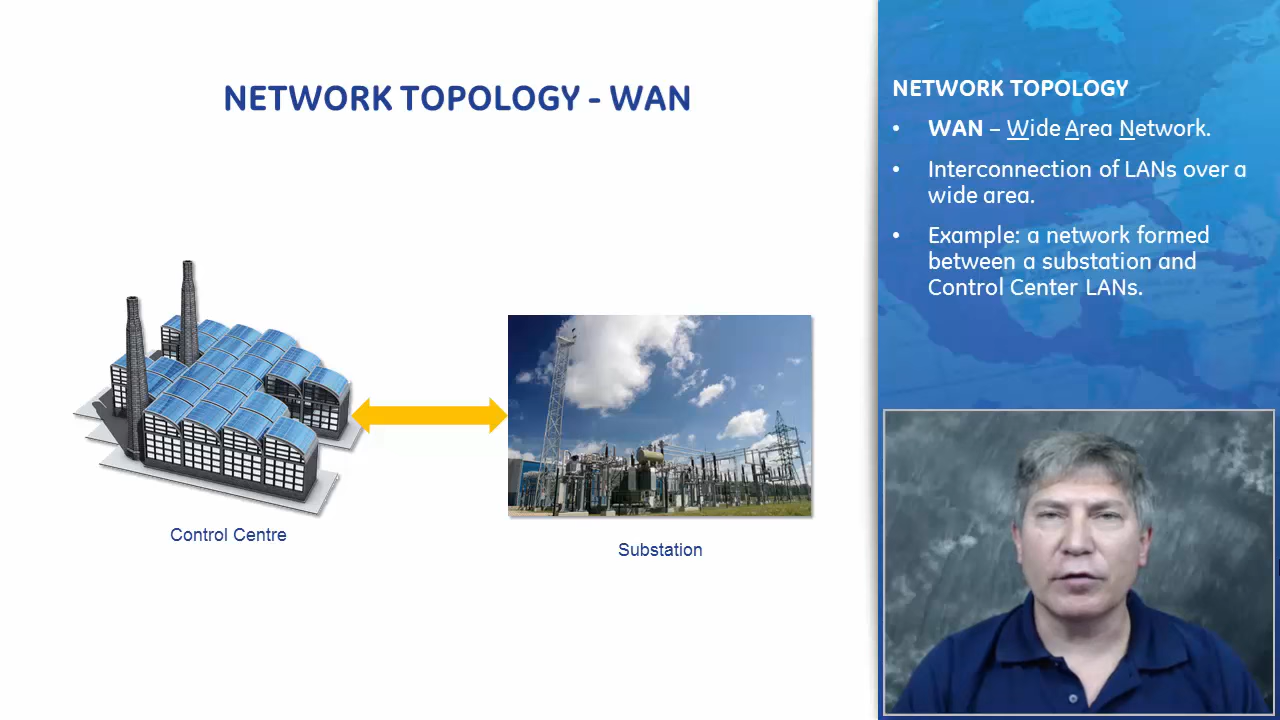 NETWORK TOPOLOGY - WAN
Control Centre
Substation
NETWORK TOPOLOGY
• WAN – Wide Area Network.
• Interconnection of LANs over a
wide area.
• Example: a network formed
between a substation and
Control Center LANs.